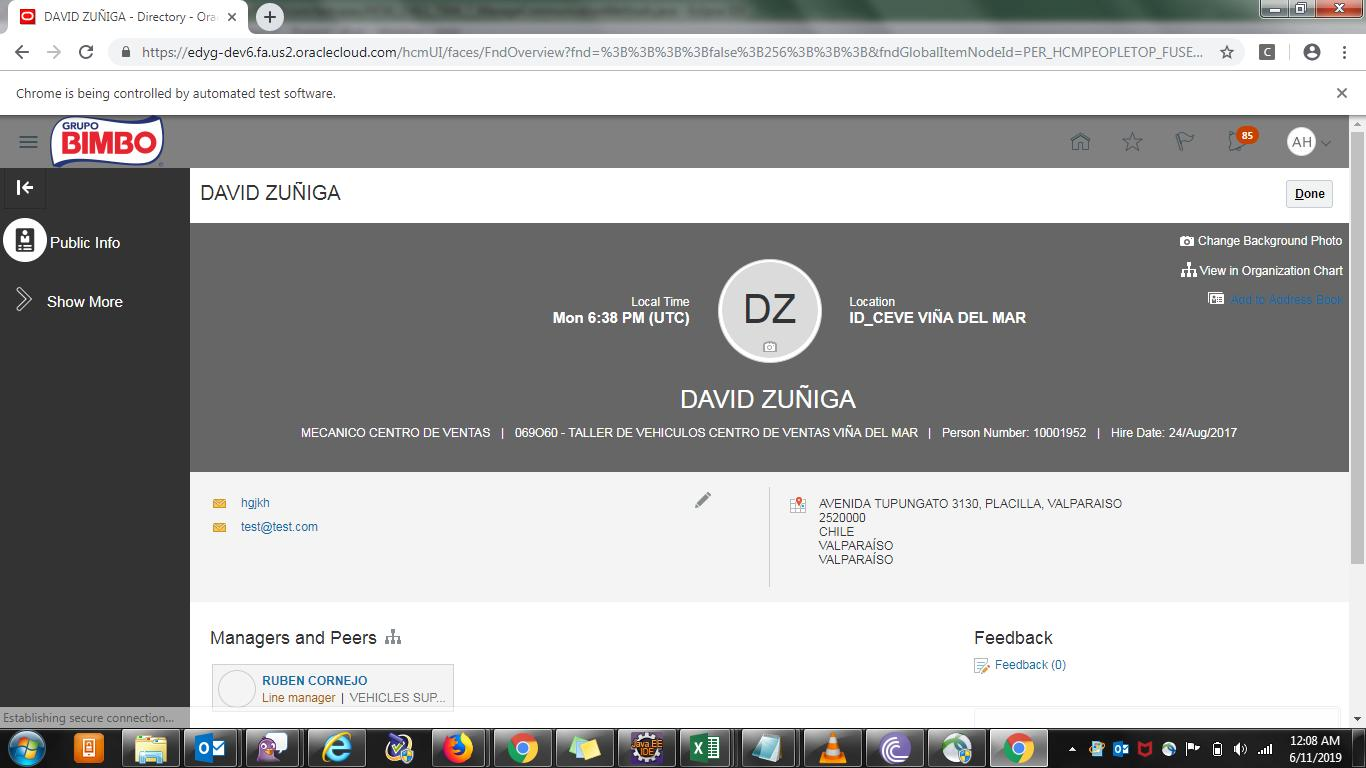 DAVID ZUÑIGA - Directory - Ora
https://edyg-dev6.fa.us2.oraclecloud.com/hcmUI/faces/FndOverview?fnd=%3B%3B%3B%3Bfalse%3B256%3B%3B%3B&fndGlobalItemNodeId=PER_HCMPEOPLETOP_FUSE...
Chrome is being controlled by automated test software.
GRUPO
BIMBO
85
AH
DAVID ZUÑIGA
Done
Public Info
Show More
Change Background Photo
View in Organization Chart
Add to Address Book
Local Time
Mon 6:38 PM (UTC)
DZ
Location
ID_CEVE VIÑA DEL MAR
DAVID ZUÑIGA
MECANICO CENTRO DE VENTAS | 069O60 - TALLER DE VEHICULOS CENTRO DE VENTAS VIÑA DEL MAR | Person Number: 10001952 | Hire Date: 24/Aug/2017
hgjkh
test@test.com
AVENIDA TUPUNGATO 3130, PLACILLA, VALPARAISO
2520000
CHILE
VALPARAÍSO
VALPARAÍSO
Managers and Peers
RUBEN CORNEJO
Line manager | VEHICLES SUP...
Feedback
Feedback (0)
Establishing secure connection...
Java EE
IDE
12:08 AM
6/11/2019